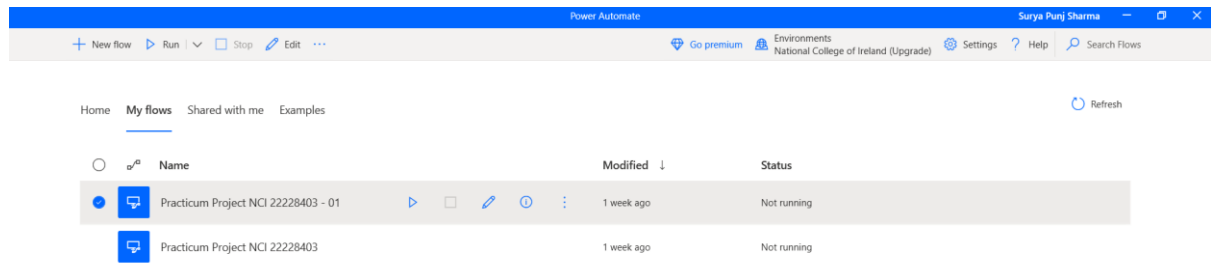 Power Automate
Surya Punj Sharma
New flow Run Stop Edit ...
Go premium
Environments
National College of Ireland (Upgrade)
Settings ? Help Search Flows
Home My flows Shared with me Examples
Refresh
Name Modified ↓ Status
Practicum Project NCI 22228403 - 01 1 week ago Not running
Practicum Project NCI 22228403 1 week ago Not running